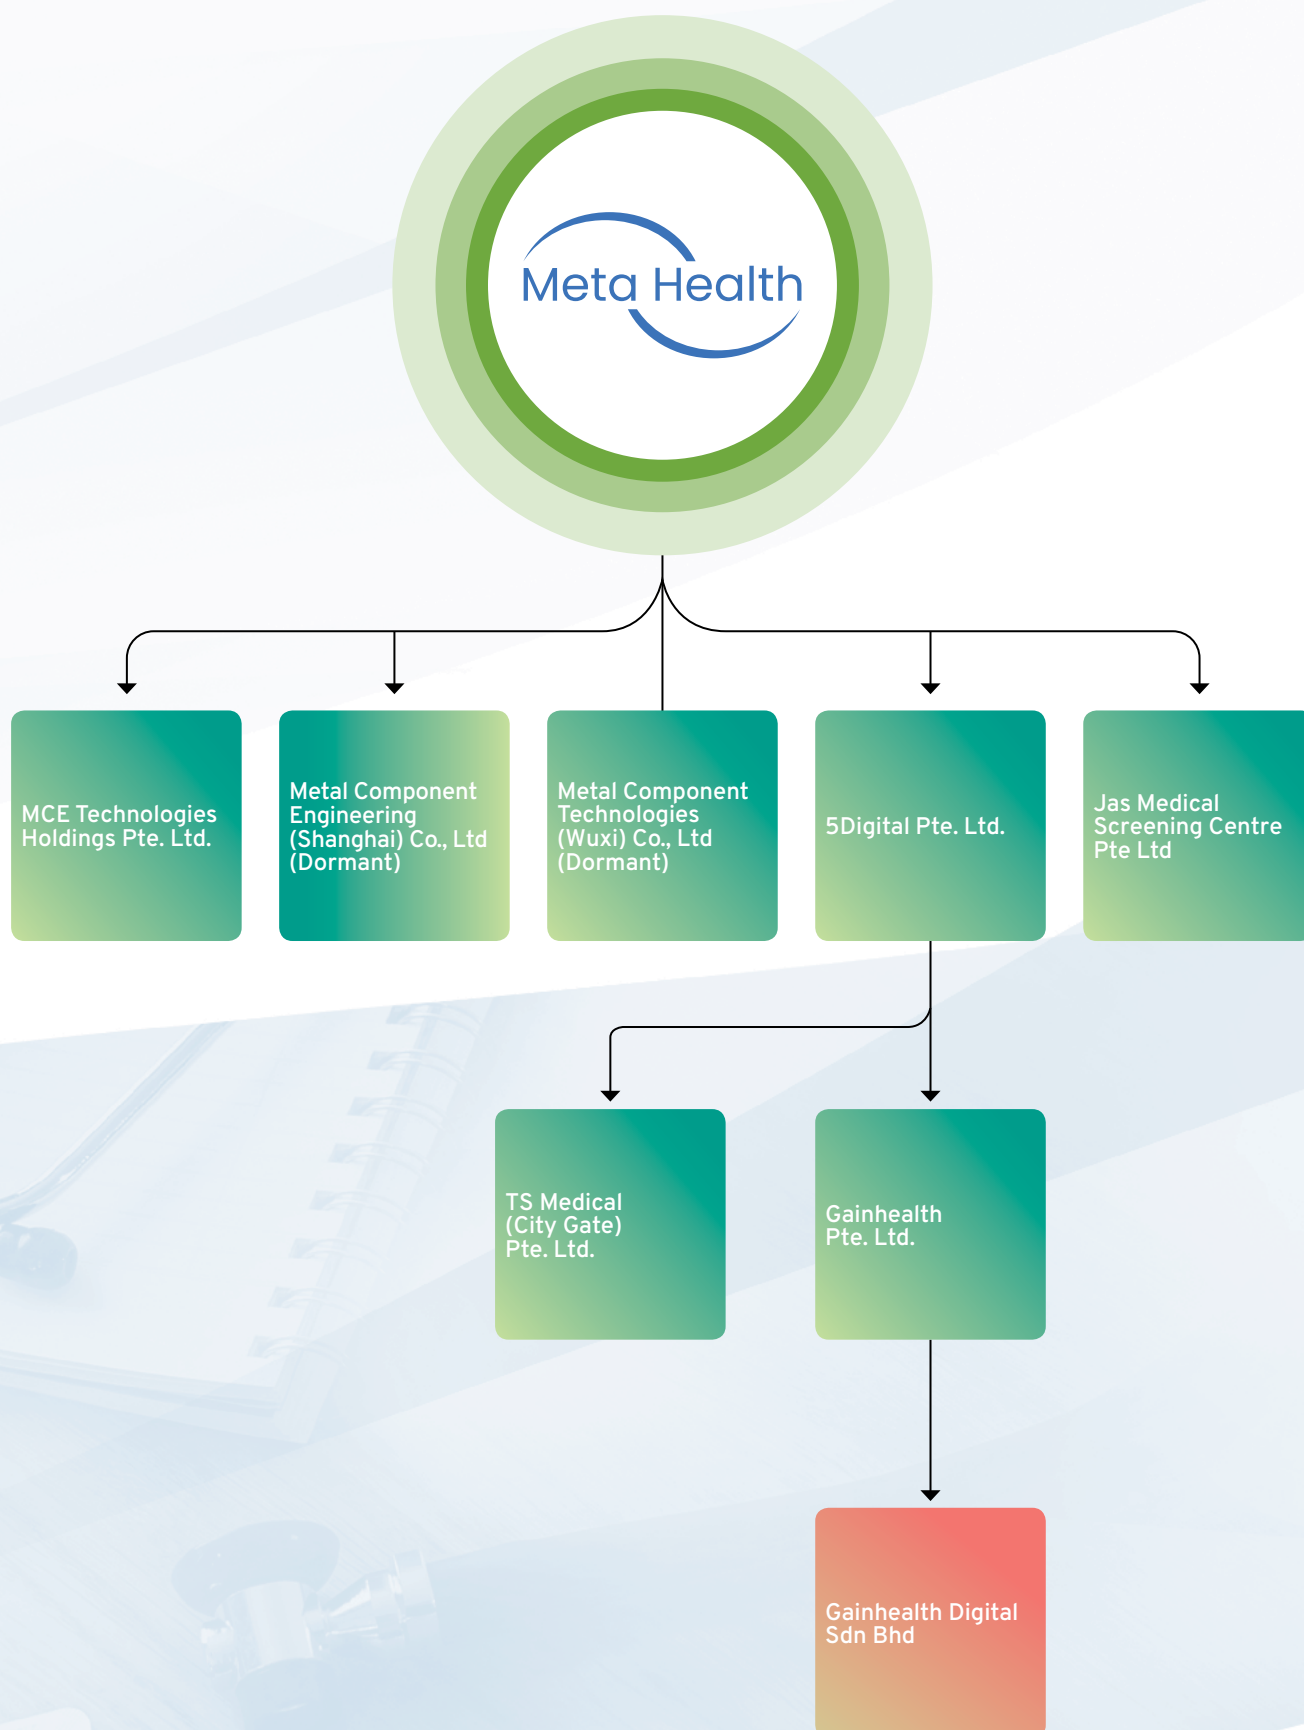 Meta Health
MCE Technologies
Holdings Pte. Ltd.
Metal Component
Engineering
(Shanghai) Co., Ltd
(Dormant)
Metal Component
Technologies
(Wuxi) Co., Ltd
(Dormant)
5Digital Pte. Ltd.
Jas Medical
Screening Centre
Pte Ltd
TS Medical
(City Gate)
Pte. Ltd.
Gainhealth
Pte. Ltd.
Gainhealth Digital
Sdn Bhd